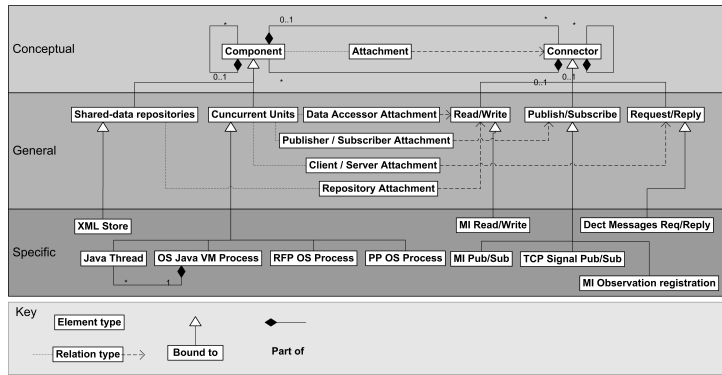 * 0..1 * *
Conceptual
Component Attachment Connector
0..1 * 0..1 0..1
General
Shared-data repositories Cuncurrent Units Data Accessor Attachment Read/Write Publish/Subscribe Request/Reply
Publisher / Subscriber Attachment
Client / Server Attachment
Repository Attachment
XML Store MI Read/Write Dect Messages Req/Reply
Specific
Java Thread OS Java VM Process RFP OS Process PP OS Process MI Pub/Sub TCP Signal Pub/Sub
* 1 MI Observation registration
Key
Element type
Relation type Bound to Part of